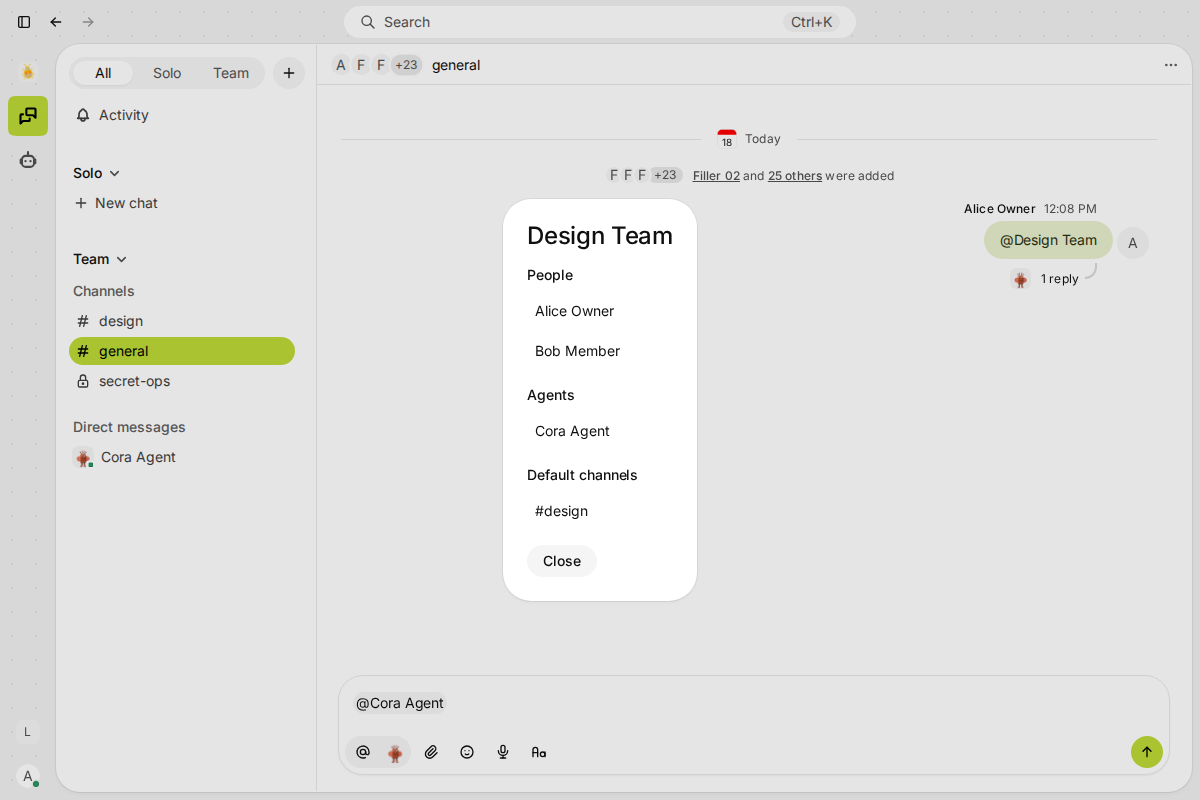 Search
Ctrl+K
All
Solo
Team
Activity
Solo
New chat
Team
Channels
design
general
secret-ops
Direct messages
Cora Agent
L
A
A F F +23 general
18 Today
F F F +23 Filler 02 and 25 others were added
Alice Owner 12:08 PM
@Design Team
A
1 reply
Design Team
People
Alice Owner
Bob Member
Agents
Cora Agent
Default channels
#design
Close
@Cora Agent
Aa